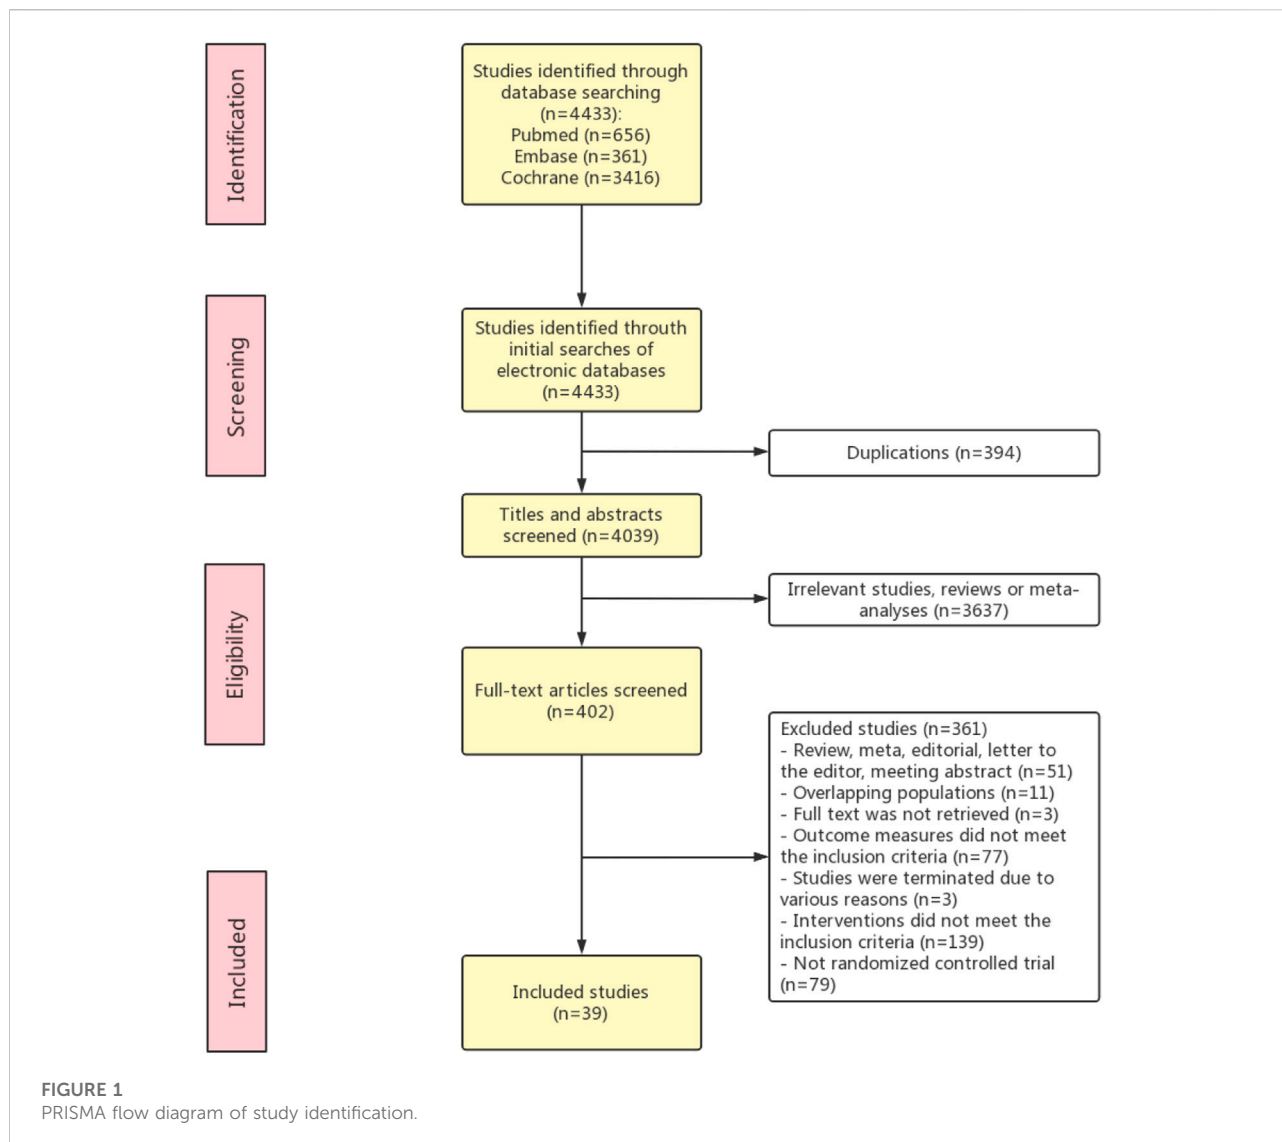 Identification
Studies identified through
database searching
(n=4433):
Pubmed (n=656)
Embase (n=361)
Cochrane (n=3416)
Screening
Studies identified throuth
initial searches of
electronic databases
(n=4433)
Duplications (n=394)
Titles and abstracts
screened (n=4039)
Eligibility
Irrelevant studies, reviews or meta-
analyses (n=3637)
Full-text articles screened
(n=402)
Excluded studies (n=361)
- Review, meta, editorial, letter to
the editor, meeting abstract (n=51)
- Overlapping populations (n=11)
- Full text was not retrieved (n=3)
- Outcome measures did not meet
the inclusion criteria (n=77)
- Studies were terminated due to
various reasons (n=3)
- Interventions did not meet the
inclusion criteria (n=139)
- Not randomized controlled trial
(n=79)
Included
Included studies
(n=39)
FIGURE 1
PRISMA flow diagram of study identification.